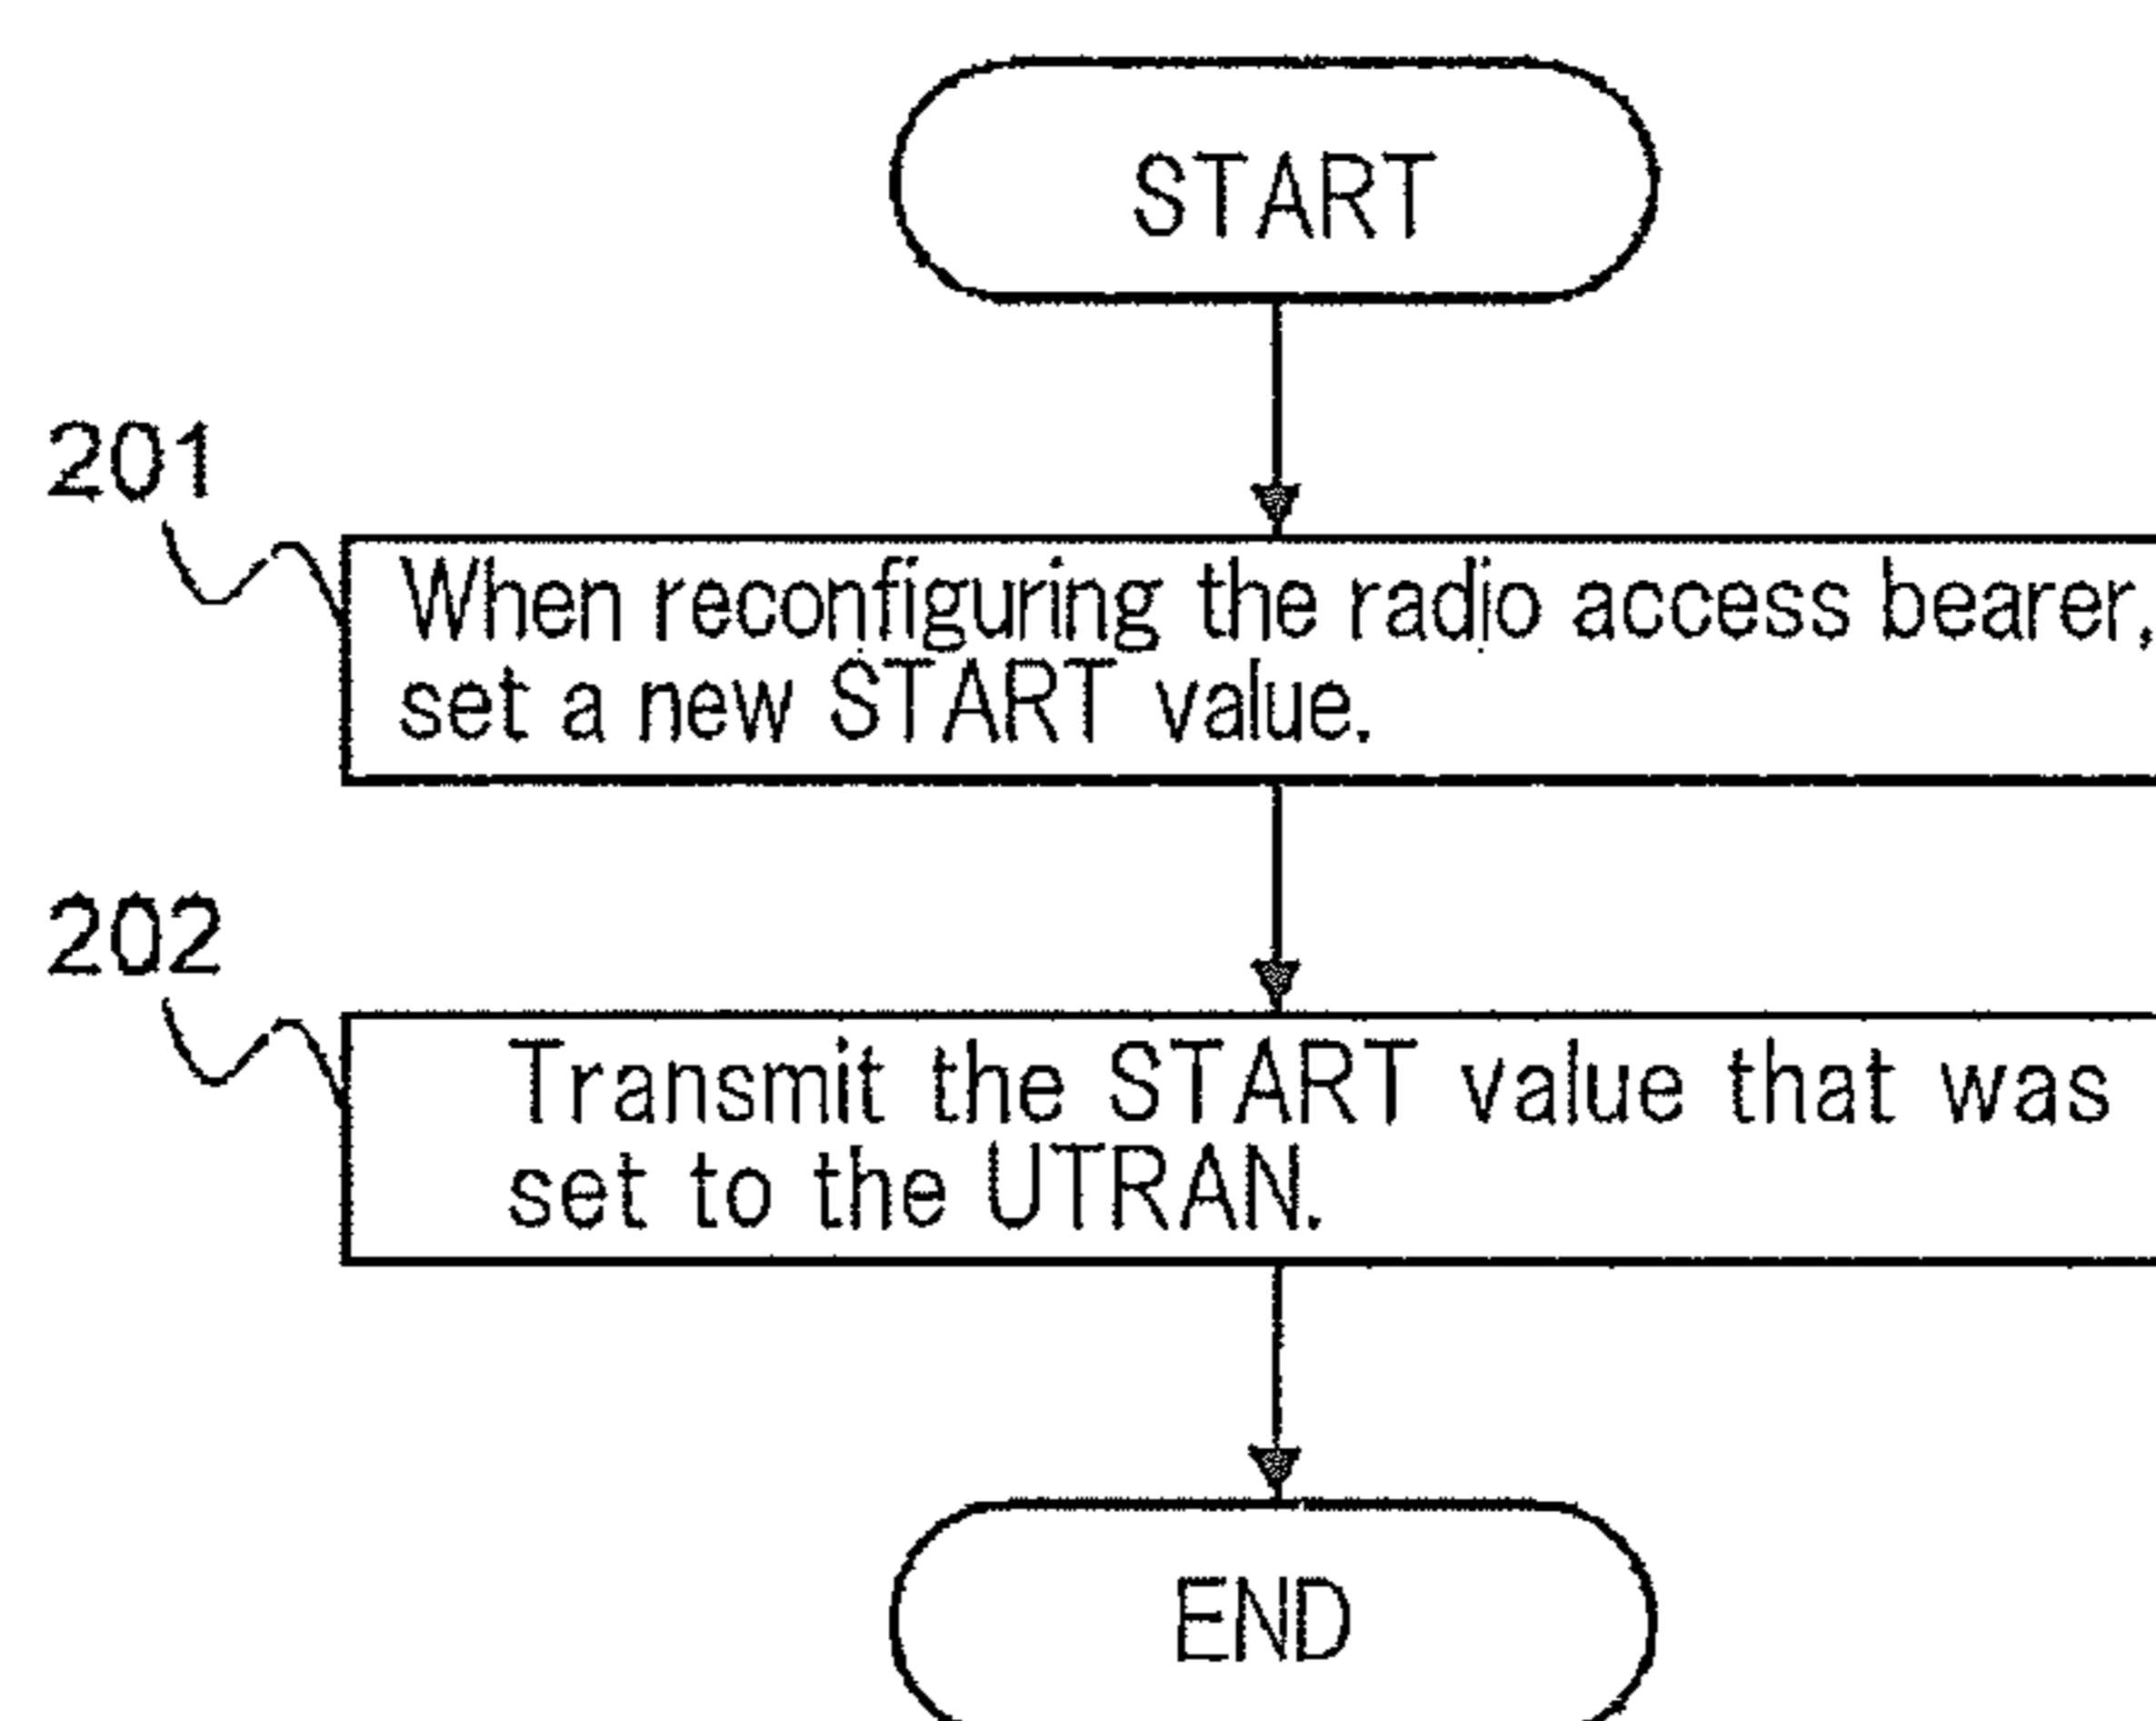 START
201
When reconfiguring the radio access bearer,
set a new START value.
202
Transmit the START value that was
set to the UTRAN.
END